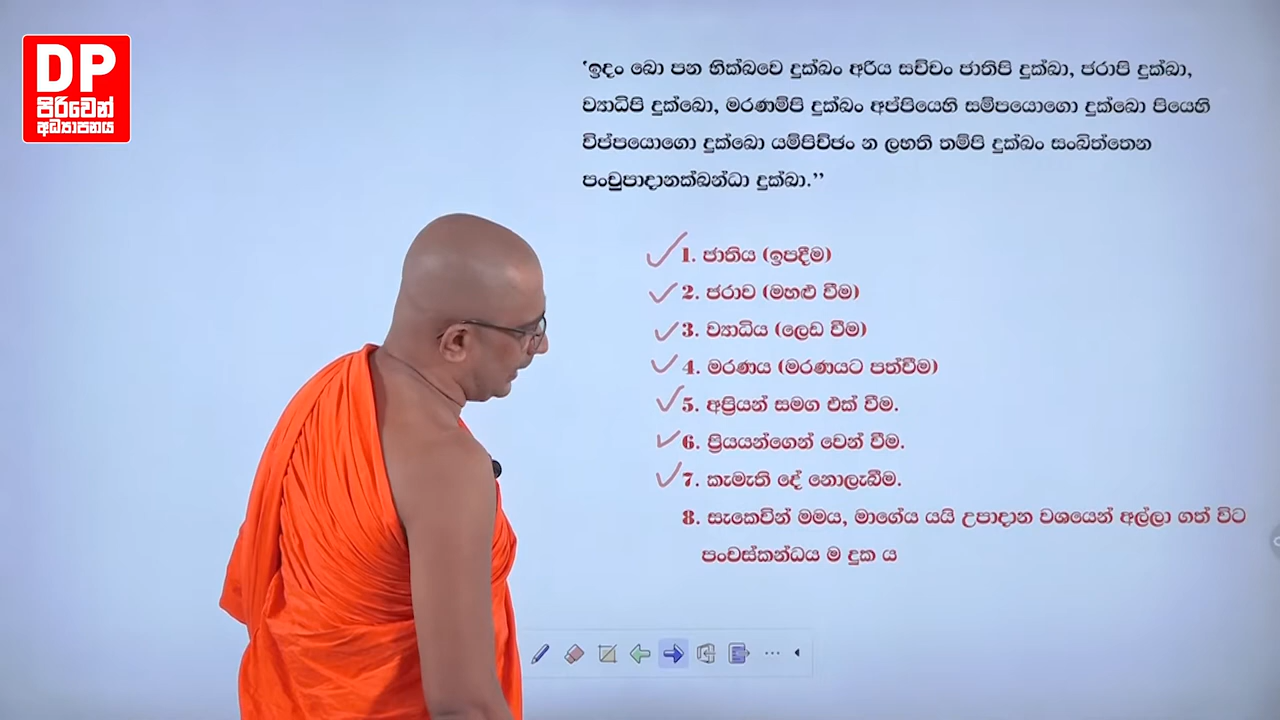 DP
පිරිවෙන්
අධ්‍යාපනය
‘ඉදං ඛො පන භික්ඛවෙ දුක්ඛං අරිය සච්චං ජාතිපි දුක්ඛා, ජරාපි දුක්ඛා,
ව්‍යාධිපි දුක්ඛො, මරණම්පි දුක්ඛං අප්පියෙහි සම්පයොගො දුක්ඛො පියෙහි
විප්පයොගො දුක්ඛො යම්පිච්ඡං න ලභති තම්පි දුක්ඛං සංඛිත්තෙන
පංචුපාදානක්ඛන්ධා දුක්ඛා.’’
1. ජාතිය (ඉපදීම)
2. ජරාව (මහළු වීම)
3. ව්‍යාධිය (ලෙඩ වීම)
4. මරණය (මරණයට පත්වීම)
5. අප්‍රියන් සමග එක් වීම.
6. ප්‍රියයන්ගෙන් වෙන් වීම.
7. කැමැති දේ නොලැබීම.
8. සැකෙවින් මමය, මාගේය යයි උපාදාන වශයෙන් අල්ලා ගත් විට
පංචස්කන්ධය ම දුක ය